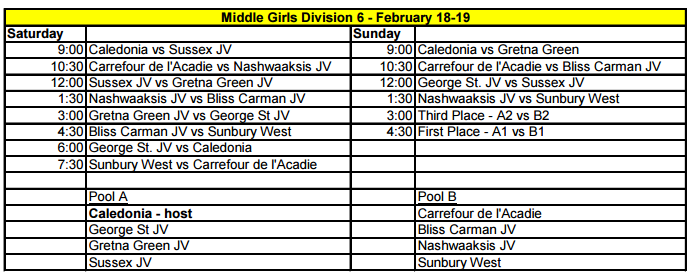 Middle Girls Division 6 - February 18-19
Saturday Sunday
9:00 Caledonia vs Sussex JV 9:00 Caledonia vs Gretna Green
10:30 Carrefour de l'Acadie vs Nashwaaksis JV 10:30 Carrefour de l'Acadie vs Bliss Carman JV
12:00 Sussex JV vs Gretna Green JV 12:00 George St. JV vs Sussex JV
1:30 Nashwaaksis JV vs Bliss Carman JV 1:30 Nashwaaksis JV vs Sunbury West
3:00 Gretna Green JV vs George St JV 3:00 Third Place - A2 vs B2
4:30 Bliss Carman JV vs Sunbury West 4:30 First Place - A1 vs B1
6:00 George St. JV vs Caledonia
7:30 Sunbury West vs Carrefour de l'Acadie
Pool A Pool B
Caledonia - host Carrefour de l'Acadie
George St JV Bliss Carman JV
Gretna Green JV Nashwaaksis JV
Sussex JV Sunbury West